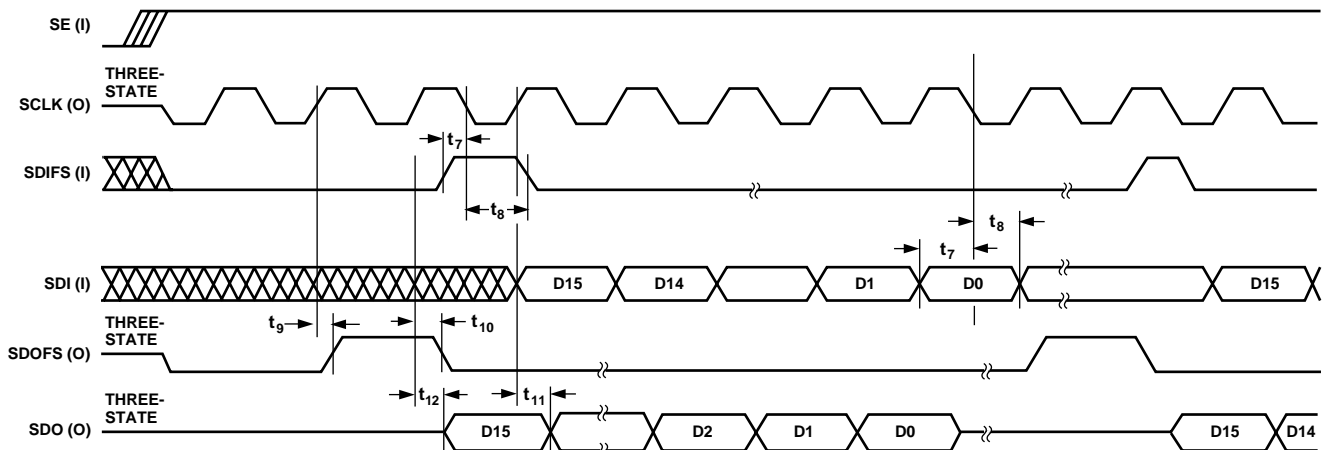 SE (I)
THREE-
STATE
SCLK (O)
t7
SDIFS (I)
t8
t8
t7
SDI (I)
D15
D14
D1
D0
D15
THREE-
STATE
t9
t10
SDOFS (O)
THREE-
STATE
t12
t11
SDO (O)
D15
D2
D1
D0
D15
D14